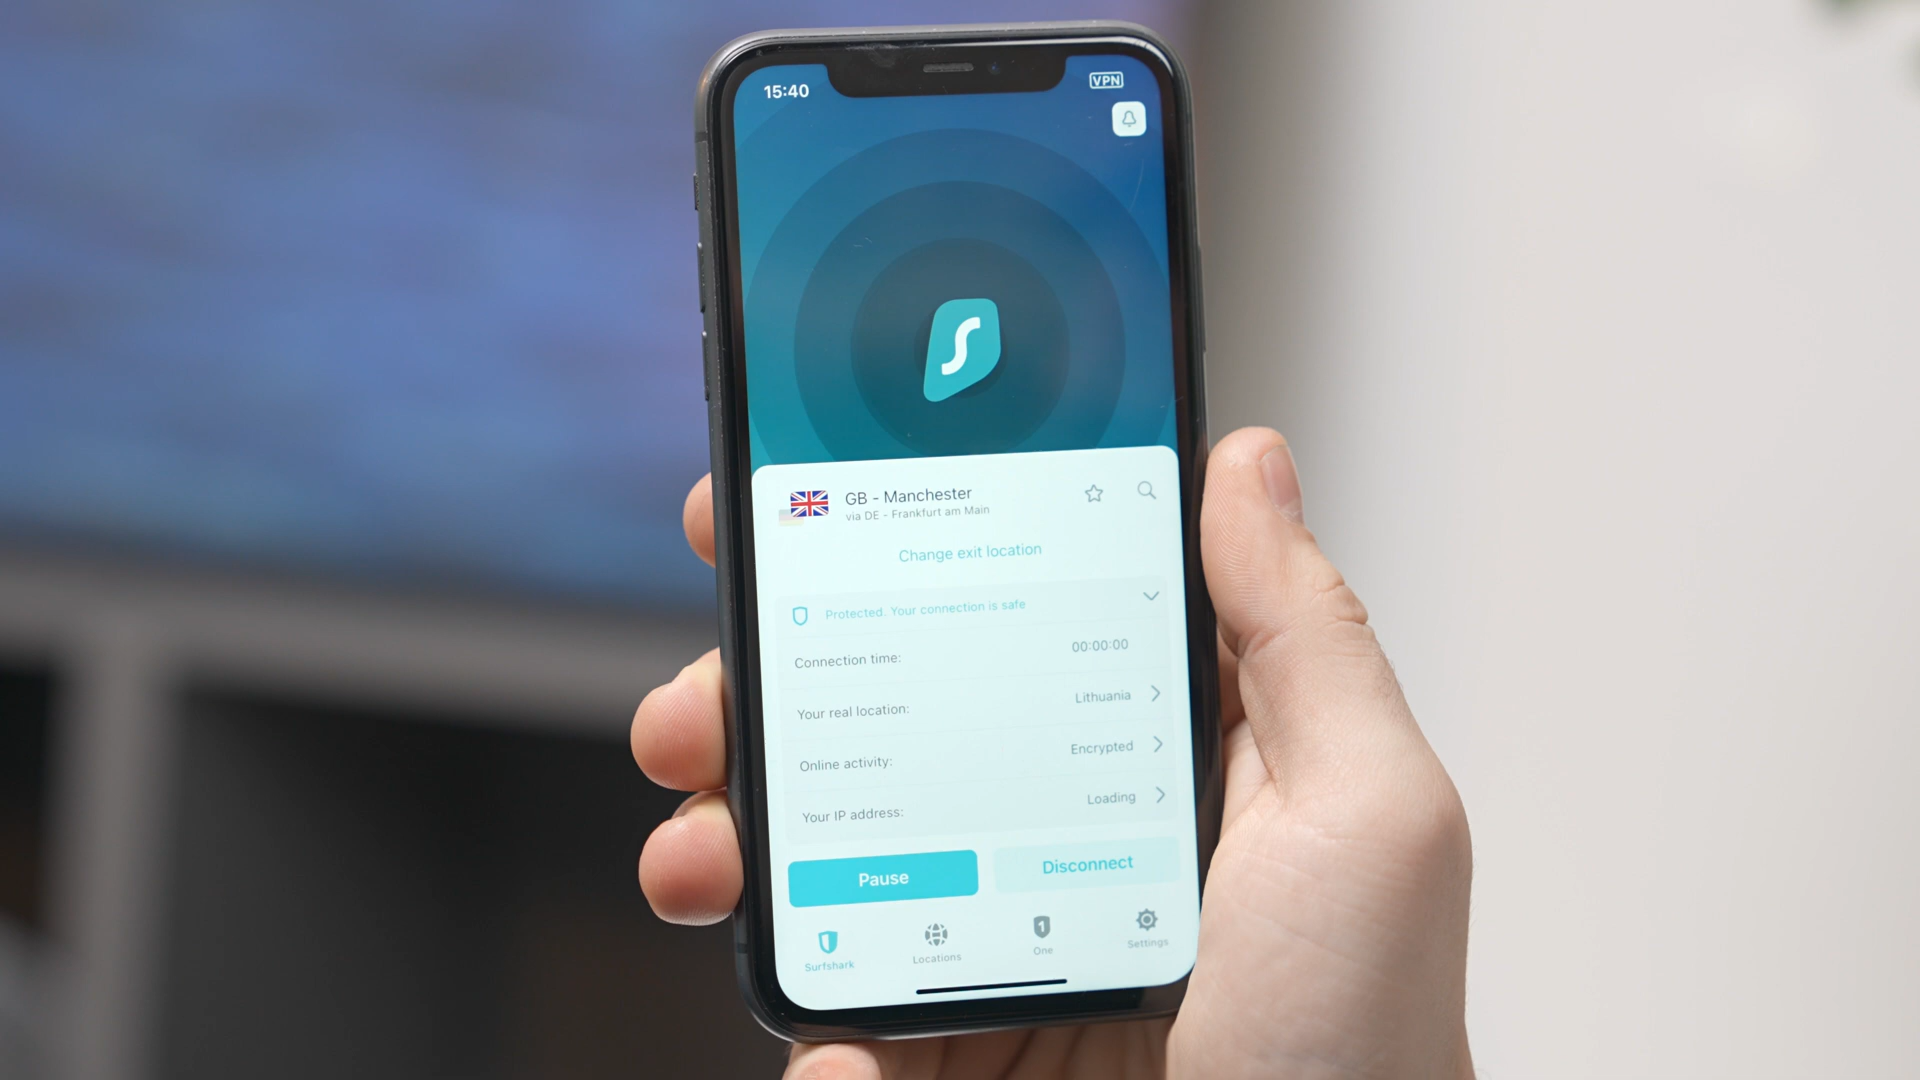 15:40
VPN
GB - Manchester
via DE - Frankfurt am Main
Change exit location
Protected. Your connection is safe
Connection time: 00:00:00
Your real location: Lithuania
Online activity: Encrypted
Your IP address: Loading
Pause
Disconnect
Surfshark
Locations
1
One
Settings